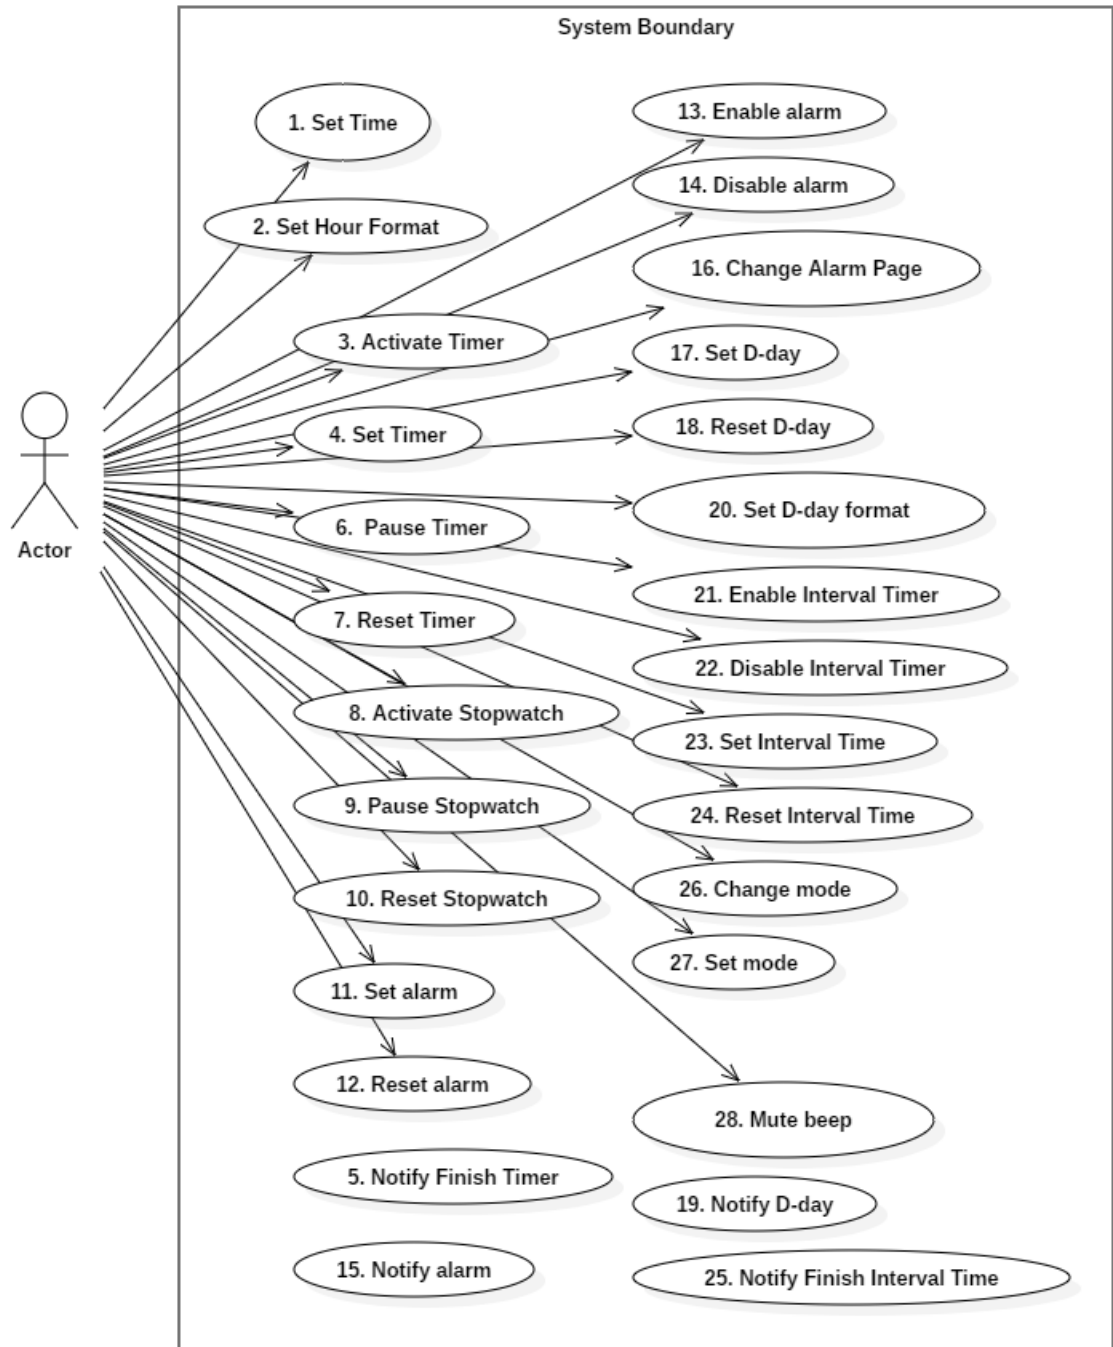 System Boundary
1. Set Time
2. Set Hour Format
3. Activate Timer
4. Set Timer
6. Pause Timer
7. Reset Timer
8. Activate Stopwatch
9. Pause Stopwatch
10. Reset Stopwatch
11. Set alarm
12. Reset alarm
5. Notify Finish Timer
15. Notify alarm
13. Enable alarm
14. Disable alarm
16. Change Alarm Page
17. Set D-day
18. Reset D-day
20. Set D-day format
21. Enable Interval Timer
22. Disable Interval Timer
23. Set Interval Time
24. Reset Interval Time
26. Change mode
27. Set mode
28. Mute beep
19. Notify D-day
25. Notify Finish Interval Time
Actor